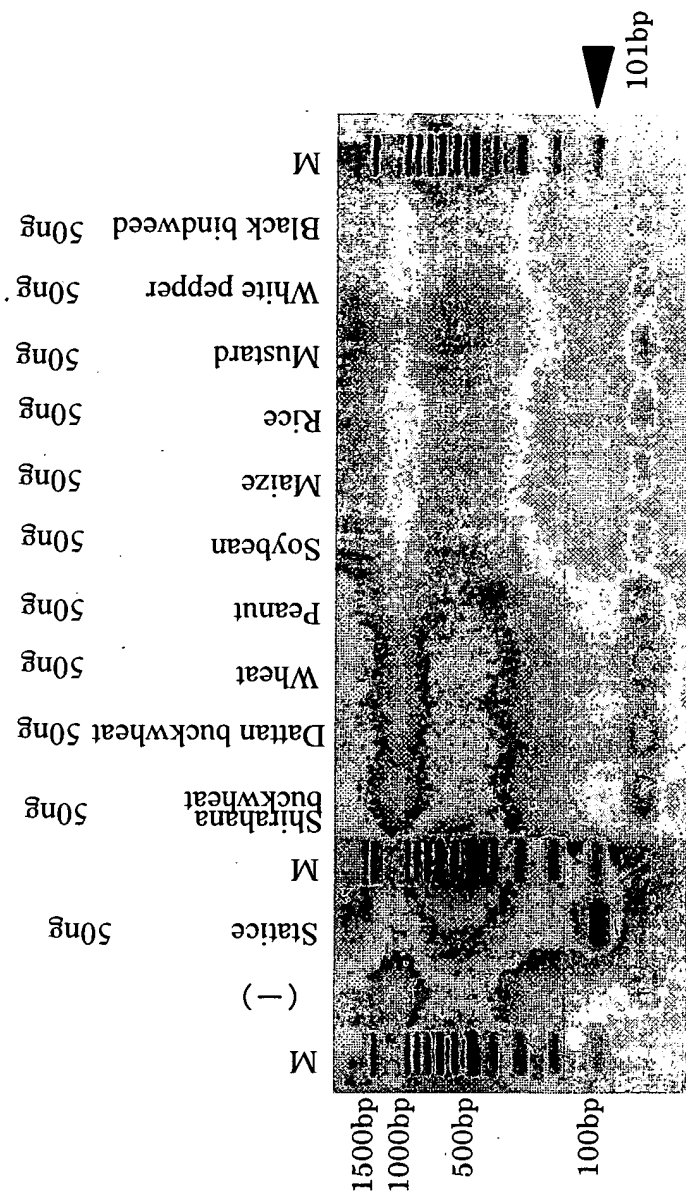 M
(−)
Statice 50ng
M
Shirahana
buckwheat 50ng
Dattan buckwheat 50ng
Wheat 50ng
Peanut 50ng
Soybean 50ng
Maize 50ng
Rice 50ng
Mustard 50ng
White pepper 50ng
Black bindweed 50ng
M
1500bp
1000bp
500bp
100bp
101bp